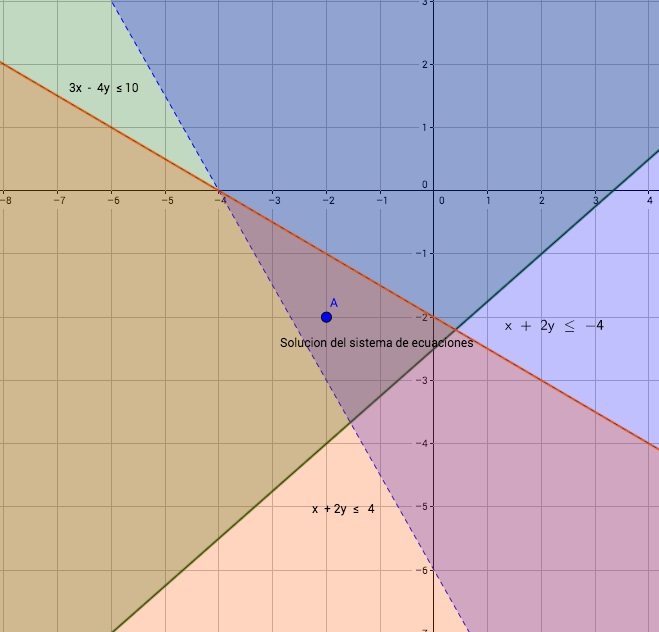 3
2
3x - 4y ≤ 10
1
0
-8 -7 -6 -5 -4 -3 -2 -1 0 1 2 3 4
-1
A
-2
x + 2y ≤ -4
Solucion del sistema de ecuaciones
-3
-4
x + 2y ≤ 4
-5
-6